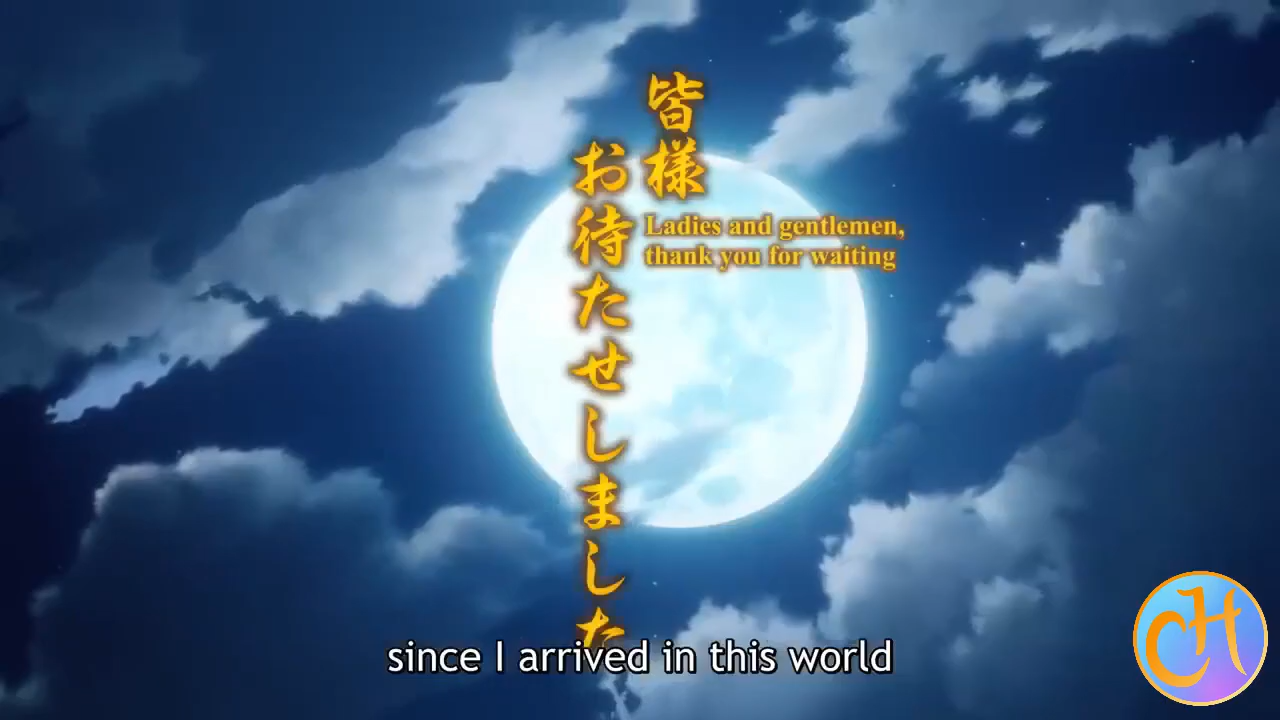 皆様
お待たせしました
Ladies and gentlemen,
thank you for waiting
since I arrived in this world
CH